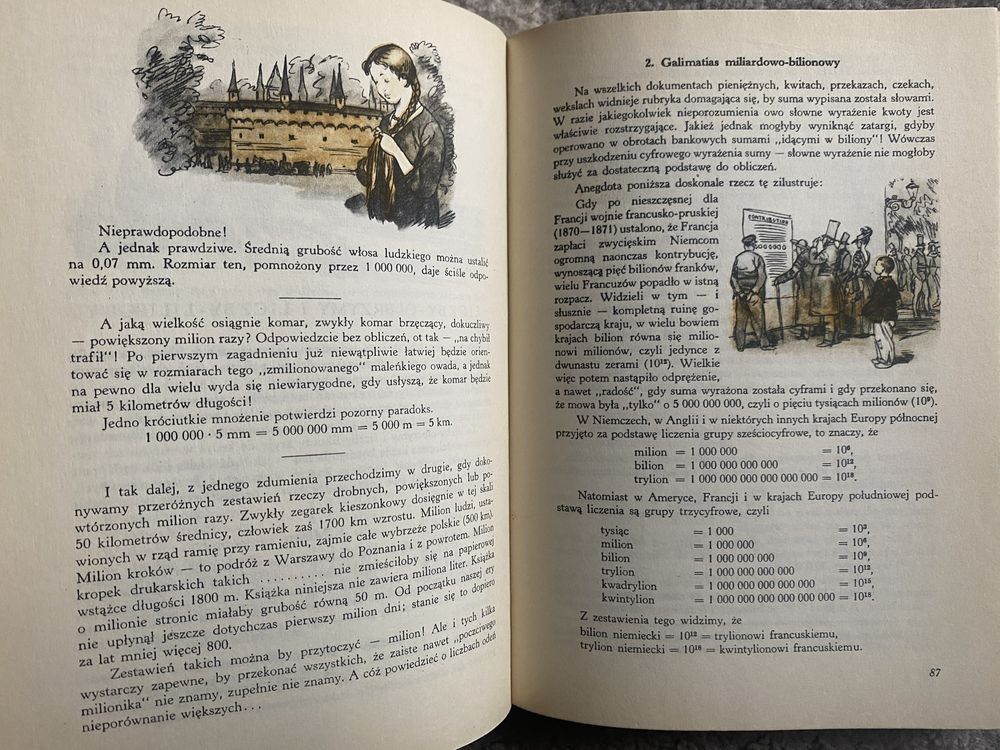 Nieprawdopodobne!
A jednak prawdziwe. Średnią grubość włosa ludzkiego można ustalić
na 0,07 mm. Rozmiar ten, pomnożony przez 1 000 000, daje ściśle odpo-
wiedź powyższą.
A jaką wielkość osiągnie komar, zwykły komar brzęczący, dokuczliwy
— powiększony milion razy? Odpowiedzcie bez obliczeń, ot tak — „na chybił
trafił"! Po pierwszym zagadnieniu już niewątpliwie łatwiej będzie orien-
tować się w rozmiarach tego „zmilionowanego" maleńkiego owada, a jednak
na pewno dla wielu wyda się niewiarygodne, gdy usłyszą, że komar będzie
miał 5 kilometrów długości!
Jedno króciutkie mnożenie potwierdzi pozorny paradoks.
1 000 000 · 5 mm = 5 000 000 mm = 5 000 m = 5 km.
I tak dalej, z jednego zdumienia przechodzimy w drugie, gdy doko-
nywamy przeróżnych zestawień rzeczy drobnych, powiększonych lub po-
wtórzonych milion razy. Zwykły zegarek kieszonkowy dosięgnie w tej skali
50 kilometrów średnicy, człowiek zaś 1700 km wzrostu. Milion ludzi, usta-
wionych w rząd ramię przy ramieniu, zajmie całe wybrzeże polskie (500 km).
Milion kroków — to podróż z Warszawy do Poznania i z powrotem. Milion
kropek drukarskich takich .......... nie zmieściłoby się na papierowej
wstążce długości 1800 m. Książka niniejsza nie zawiera miliona liter. Książka
o milionie stronic miałaby grubość równą 50 m. Od początku naszej ery
nie upłynął jeszcze dotychczas pierwszy milion dni; stanie się to dopiero
za lat mniej więcej 800.
Zestawień takich można by przytoczyć — milion! Ale i tych kilka
wystarczy zapewne, by przekonać wszystkich, że zaiste nawet „poczciwego
milionika" nie znamy, zupełnie nie znamy. A cóż powiedzieć o liczbach odeń
nieporównanie większych...
2. Galimatias miliardowo-bilionowy
Na wszelkich dokumentach pieniężnych, kwitach, przekazach, czekach,
wekslach widnieje rubryka domagająca się, by suma wypisana została słowami.
W razie jakiegokolwiek nieporozumienia owo słowne wyrażenie kwoty jest
właściwie rozstrzygające. Jakież jednak mogłyby wyniknąć zatargi, gdyby
operowano w obrotach bankowych sumami „idącymi w biliony"! Wówczas
przy uszkodzeniu cyfrowego wyrażenia sumy — słowne wyrażenie nie mogłoby
służyć za dostateczną podstawę do obliczeń.
Anegdota poniższa doskonale rzecz tę zilustruje:
Gdy po nieszczęsnej dla
Francji wojnie francusko-pruskiej
(1870—1871) ustalono, że Francja
zapłaci zwycięskim Niemcom
ogromną naonczas kontrybucję,
wynoszącą pięć bilionów franków,
wielu Francuzów popadło w istną
rozpacz. Widzieli w tym — i
słusznie — kompletną ruinę go-
spodarczą kraju, w wielu bowiem
krajach bilion równa się milio-
nowi milionów, czyli jedynce z
dwunastu zerami (10¹²). Wielkie
więc potem nastąpiło odprężenie,
CONTRIBUTION
a nawet „radość", gdy suma wyrażona została cyframi i gdy przekonano się,
że mowa była „tylko" o 5 000 000 000, czyli o pięciu tysiącach milionów (10⁹).
W Niemczech, w Anglii i w niektórych innych krajach Europy północnej
przyjęto za podstawę liczenia grupy sześciocyfrowe, to znaczy, że
milion = 1 000 000 = 10⁶,
bilion = 1 000 000 000 000 = 10¹²,
trylion = 1 000 000 000 000 000 000 = 10¹⁸.
Natomiast w Ameryce, Francji i w krajach Europy południowej pod-
stawą liczenia są grupy trzycyfrowe, czyli
tysiąc = 1 000 = 10³,
milion = 1 000 000 = 10⁶,
bilion = 1 000 000 000 = 10⁹,
trylion = 1 000 000 000 000 = 10¹²,
kwadrylion = 1 000 000 000 000 000 = 10¹⁵,
kwintylion = 1 000 000 000 000 000 000 = 10¹⁸.
Z zestawienia tego widzimy, że
bilion niemiecki = 10¹² = trylionowi francuskiemu,
trylion niemiecki = 10¹⁸ = kwintylionowi francuskiemu.
87